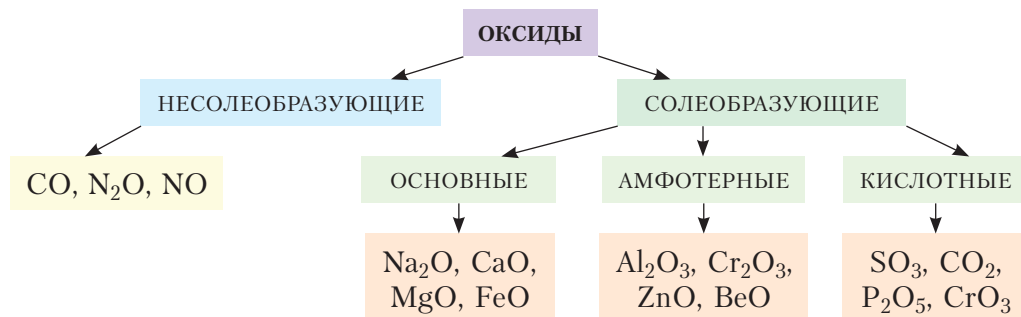 ОКСИДЫ
НЕСОЛЕОБРАЗУЮЩИЕ
СОЛЕОБРАЗУЮЩИЕ
CO, N₂O, NO
ОСНОВНЫЕ
АМФОТЕРНЫЕ
КИСЛОТНЫЕ
Na₂O, CaO,
MgO, FeO
Al₂O₃, Cr₂O₃,
ZnO, BeO
SO₃, CO₂,
P₂O₅, CrO₃